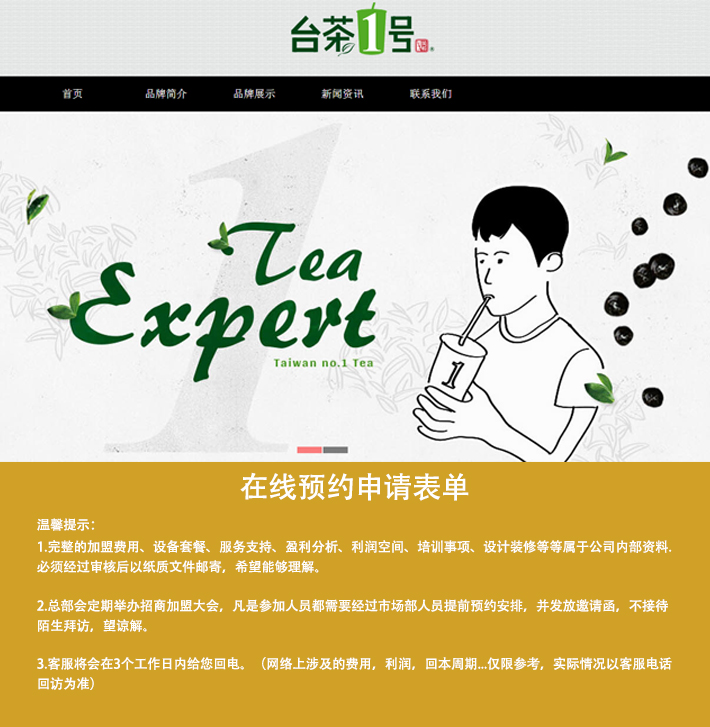 台茶1号
首页 品牌简介 品牌展示 新闻资讯 联系我们
1
Tea
Expert
Taiwan no.1 Tea
1
在线预约申请表单
温馨提示：
1.完整的加盟费用、设备套餐、服务支持、盈利分析、利润空间、培训事项、设计装修等等属于公司内部资料.
必须经过审核后以纸质文件邮寄，希望能够理解。
2.总部会定期举办招商加盟大会，凡是参加人员都需要经过市场部人员提前预约安排，并发放邀请函，不接待
陌生拜访，望谅解。
3.客服将会在3个工作日内给您回电。（网络上涉及的费用，利润，回本周期...仅限参考，实际情况以客服电话
回访为准）